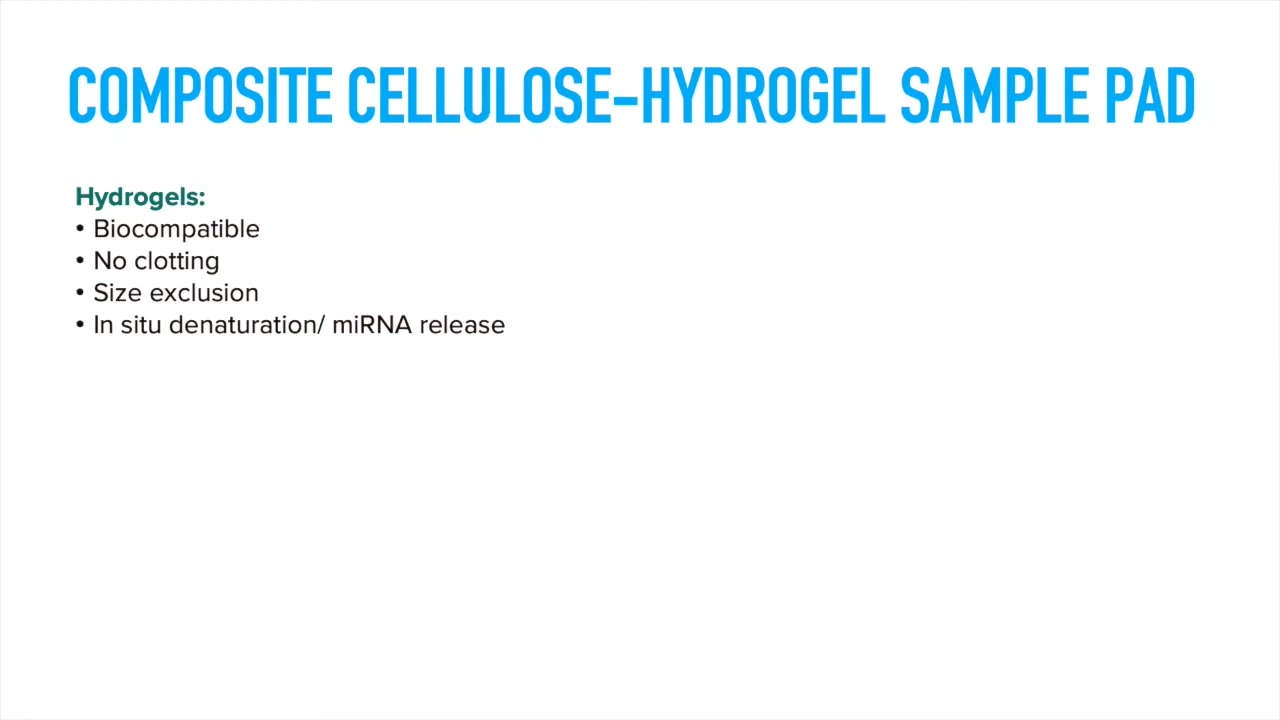 COMPOSITE CELLULOSE-HYDROGEL SAMPLE PAD
Hydrogels:
• Biocompatible
• No clotting
• Size exclusion
• In situ denaturation/ miRNA release